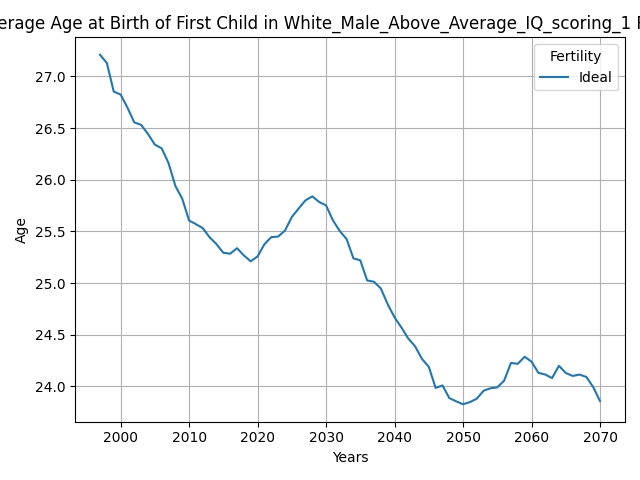 erage Age at Birth of First Child in White_Male_Above_Average_IQ_scoring_1
Fertility
Ideal
27.0
26.5
26.0
25.5
25.0
24.5
24.0
Age
2000 2010 2020 2030 2040 2050 2060 2070
Years